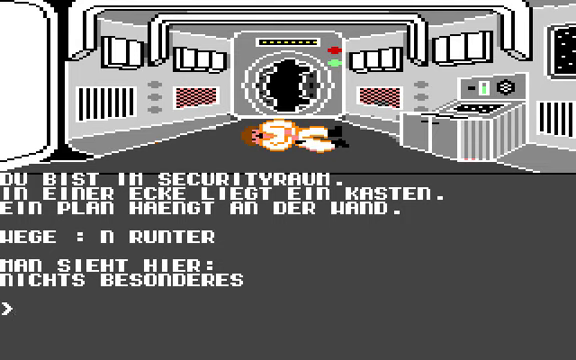 DU BIST IM SECURITYRAUM.
IN EINER ECKE LIEGT EIN KASTEN.
EIN PLAN HAENGT AN DER WAND.
WEGE : N RUNTER
MAN SIEHT HIER:
NICHTS BESONDERES
>